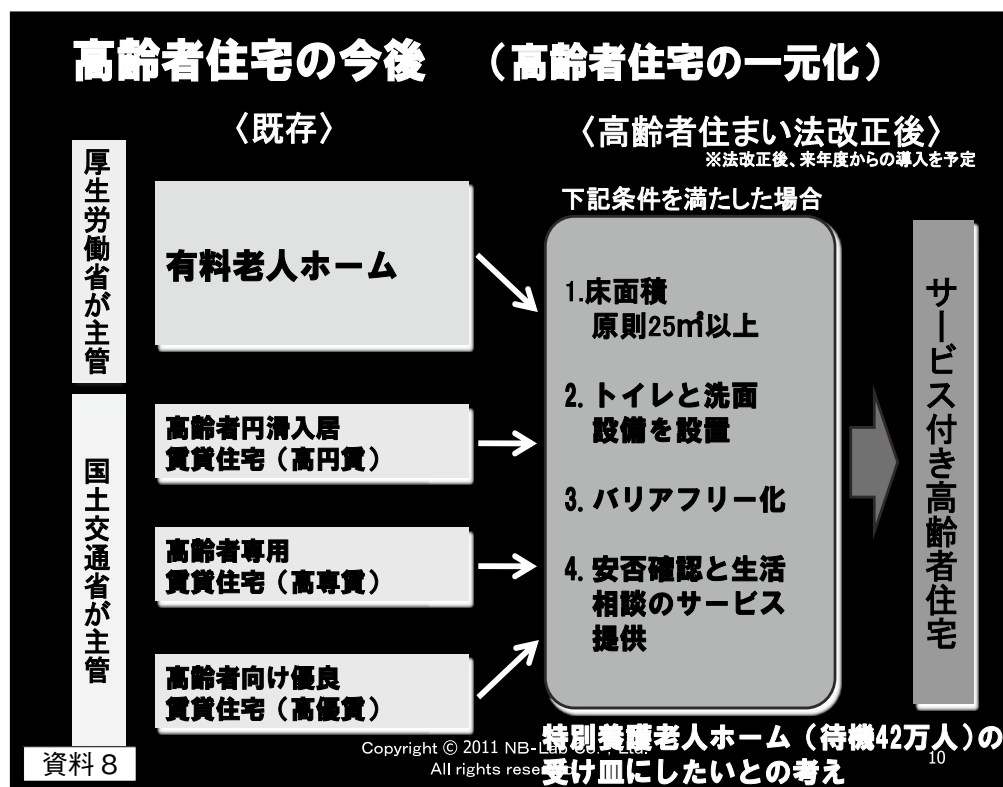 高齢者住宅の今後　（高齢者住宅の一元化）
〈既存〉
〈高齢者住まい法改正後〉
※法改正後、来年度からの導入を予定
厚生労働省が主管
有料老人ホーム
国土交通省が主管
高齢者円滑入居
賃貸住宅（高円賃）
高齢者専用
賃貸住宅（高専賃）
高齢者向け優良
賃貸住宅（高優賃）
下記条件を満たした場合
1.床面積
原則25㎡以上
2.トイレと洗面
設備を設置
3.バリアフリー化
4.安否確認と生活
相談のサービス
提供
サービス付き高齢者住宅
特別養護老人ホーム（待機42万人）の
受け皿にしたいとの考え
資料８
Copyright © 2011 NB-Lab Co., Ltd.
All rights reserved.
10